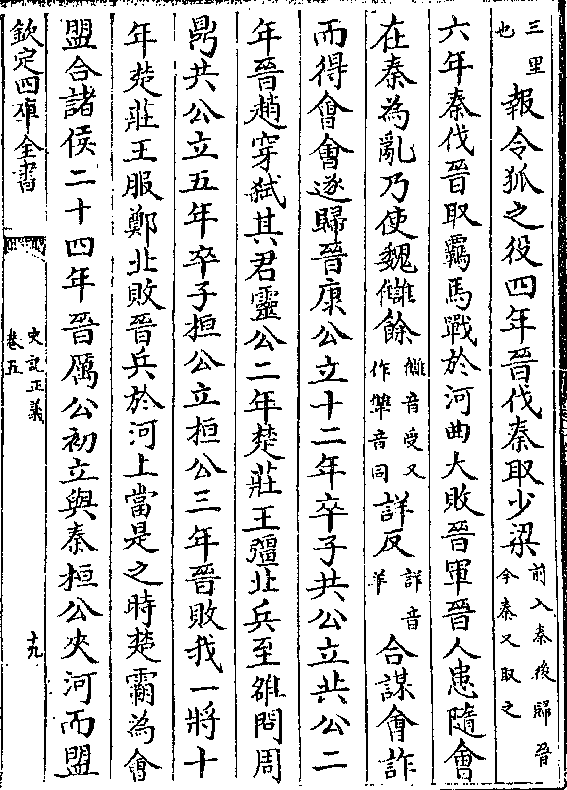 三里也報令狐之役四年晉伐秦取少梁前入秦後歸晉今秦又取之
六年秦伐晉取羈馬戰於河曲大敗晉軍晉人患隨會
在秦為亂乃使魏讎餘讎音受又作犨音同詳反詳音羊合謀會詐
而得會會遂歸晉康公立十二年卒子共公立共公二
年晉趙穿弑其君靈公二年楚莊王彊北兵至雒問周
鼎共公立五年卒子桓公立桓公三年晉敗我一將十
年楚莊王服鄭北敗晉兵於河上當是之時楚霸為會
盟合諸侯二十四年晉厲公初立與秦桓公夾河而盟
欽定四庫全書
史記正義
卷五
十九